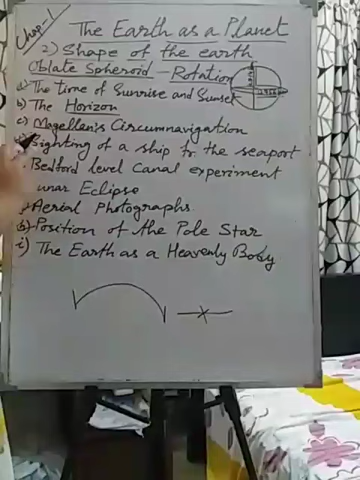 Chap-1
The Earth as a Planet
2) Shape of the earth
Oblate Spheroid - Rotation
a) The time of Sunrise and Sunset
b) The Horizon
c) Magellan's Circumnavigation
Sighting of a ship fr. the seaport
Bedford level Canal experiment
unar Eclipse
Aerial Photographs
h) Position of the Pole Star
i) The Earth as a Heavenly Body